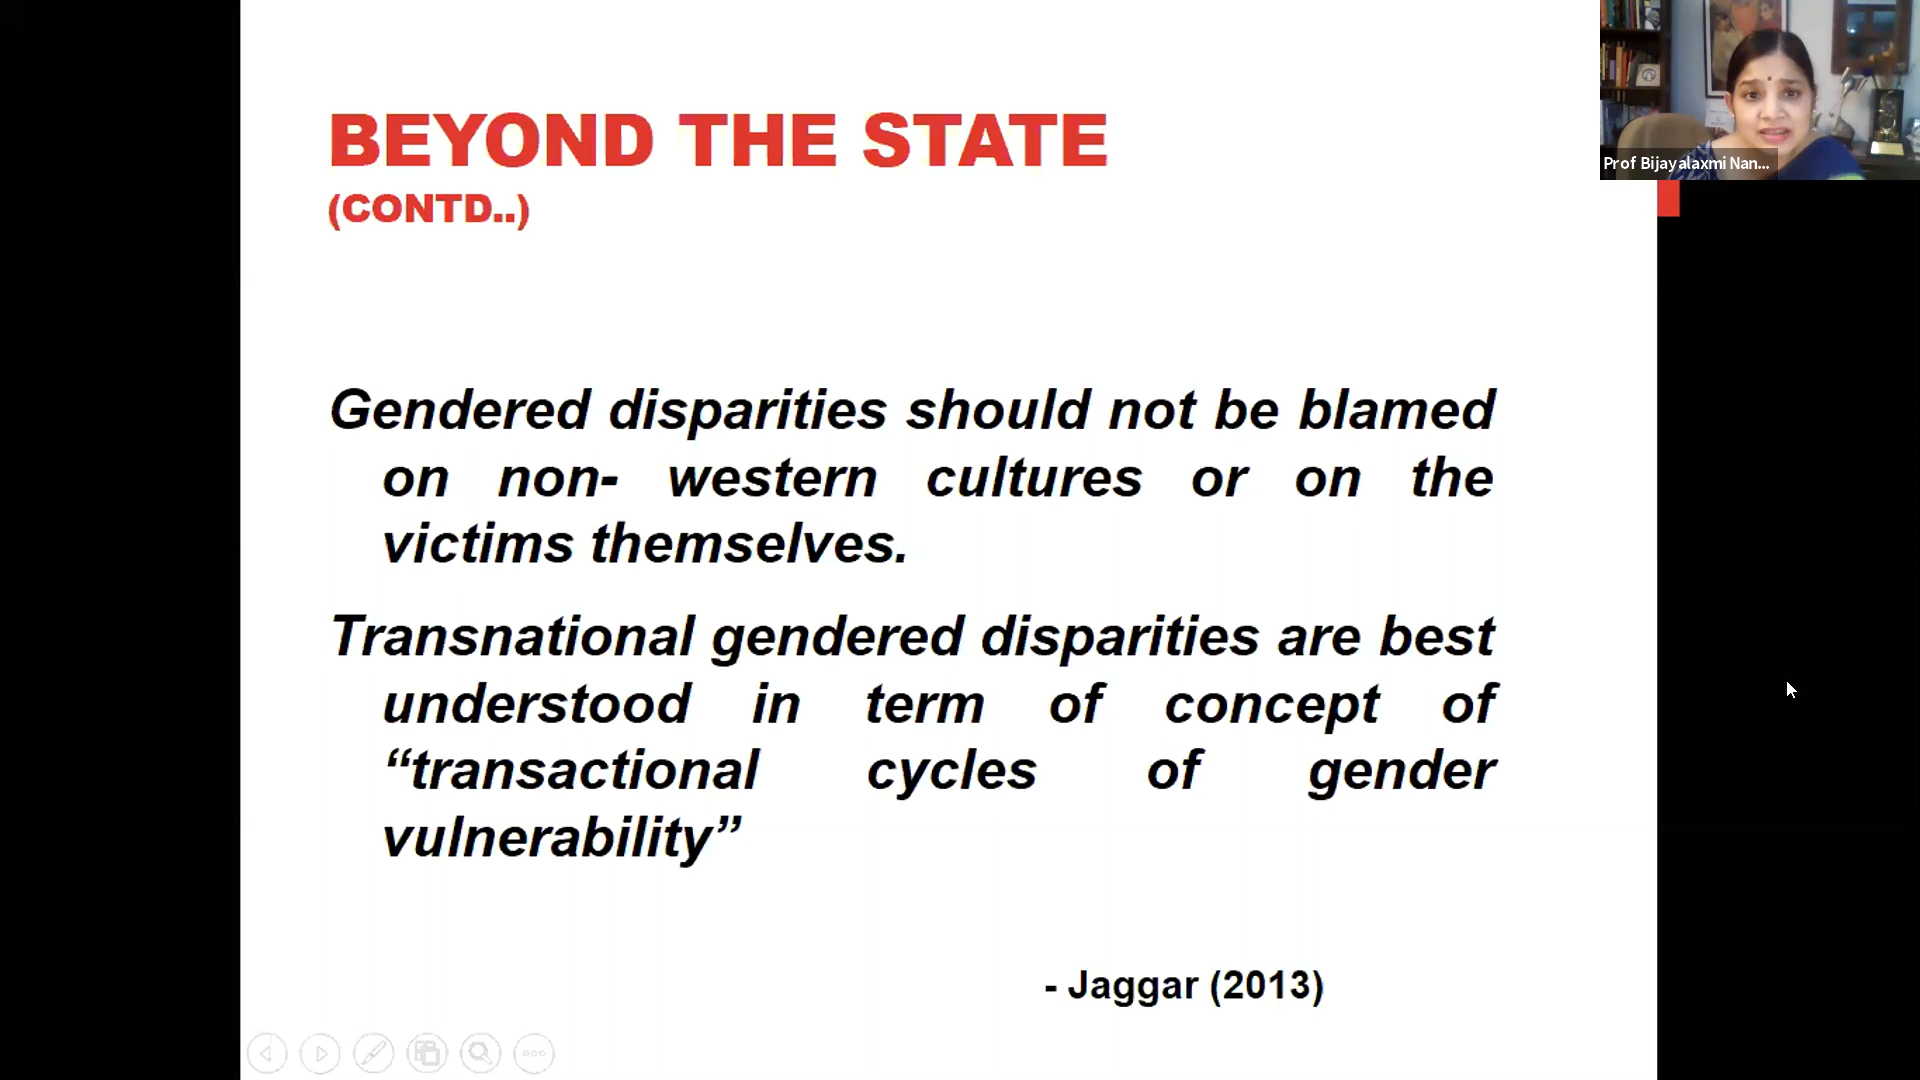 BEYOND THE STATE
(CONTD..)
Prof Bijayalaxmi Nan...
Gendered disparities should not be blamed
on non- western cultures or on the
victims themselves.
Transnational gendered disparities are best
understood in term of concept of
“transactional cycles of gender
vulnerability”
- Jaggar (2013)